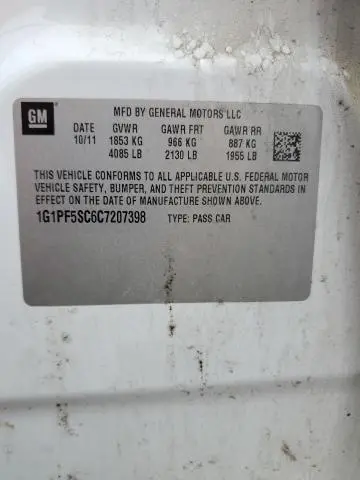 GM
MFD BY GENERAL MOTORS LLC
DATE GVWR GAWR FRT GAWR RR
10/11 1853 KG 966 KG 887 KG
4085 LB 2130 LB 1955 LB
THIS VEHICLE CONFORMS TO ALL APPLICABLE U.S. FEDERAL
VEHICLE SAFETY, BUMPER, AND THEFT PREVENTION STANDARDS IN
EFFECT ON THE DATE OF MANUFACTURE SHOWN ABOVE.
1G1PF5SC6C7207398 TYPE: PASS CAR